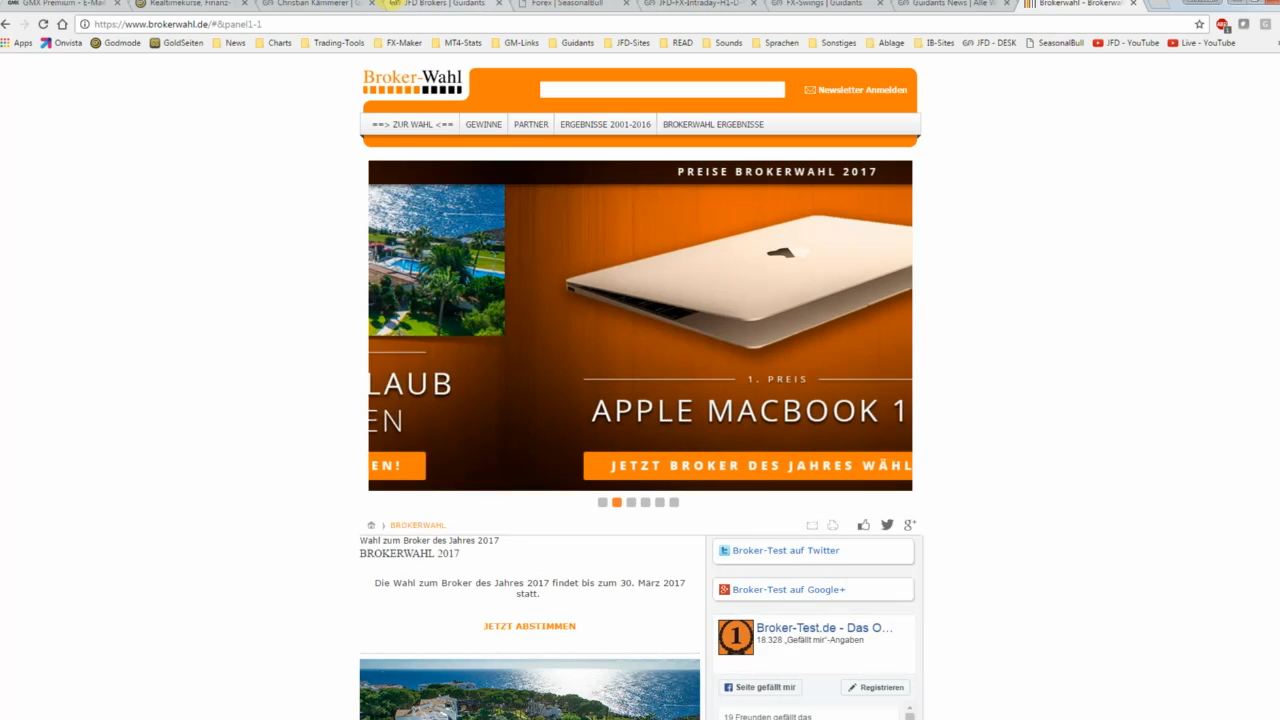 GMX Premium - E-Mail
Realtimekurse, Finanz-
Christian Kämmerer | G
JFD Brokers | Guidants
Forex | SeasonalBull
JFD-FX-Intraday-H1-D
FX-Swings | Guidants
Guidants News | Alle W
Brokerwahl - Brokerwa
https://www.brokerwahl.de/#&panel1-1
Apps
Onvista
Godmode
GoldSeiten
News
Charts
Trading-Tools
FX-Maker
MT4-Stats
GM-Links
Guidants
JFD-Sites
READ
Sounds
Sprachen
Sonstiges
Ablage
IB-Sites
JFD - DESK
SeasonalBull
JFD - YouTube
Live - YouTube
Broker-Wahl
Newsletter Anmelden
==> ZUR WAHL <==
GEWINNE
PARTNER
ERGEBNISSE 2001-2016
BROKERWAHL ERGEBNISSE
PREISE BROKERWAHL 2017
LAUB
EN
EN!
1. PREIS
APPLE MACBOOK 1
JETZT BROKER DES JAHRES WÄHL
BROKERWAHL
Wahl zum Broker des Jahres 2017
BROKERWAHL 2017
Die Wahl zum Broker des Jahres 2017 findet bis zum 30. März 2017
statt.
JETZT ABSTIMMEN
Broker-Test auf Twitter
Broker-Test auf Google+
1
Broker-Test.de - Das O...
18.328 „Gefällt mir“-Angaben
Seite gefällt mir
Registrieren
19 Freunden gefällt das